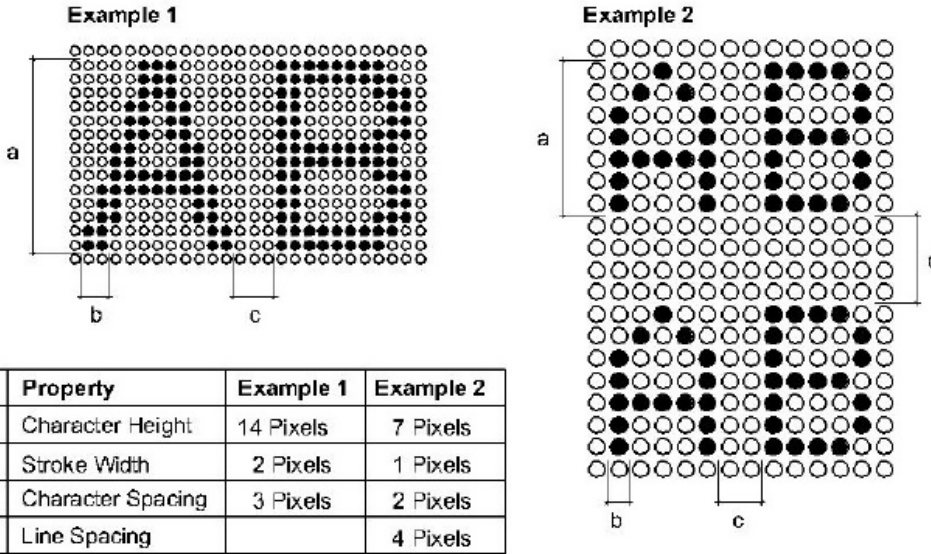 Example 1
Example 2
a
b
c
a
b
c
Property Example 1 Example 2
Character Height 14 Pixels 7 Pixels
Stroke Width 2 Pixels 1 Pixels
Character Spacing 3 Pixels 2 Pixels
Line Spacing 4 Pixels